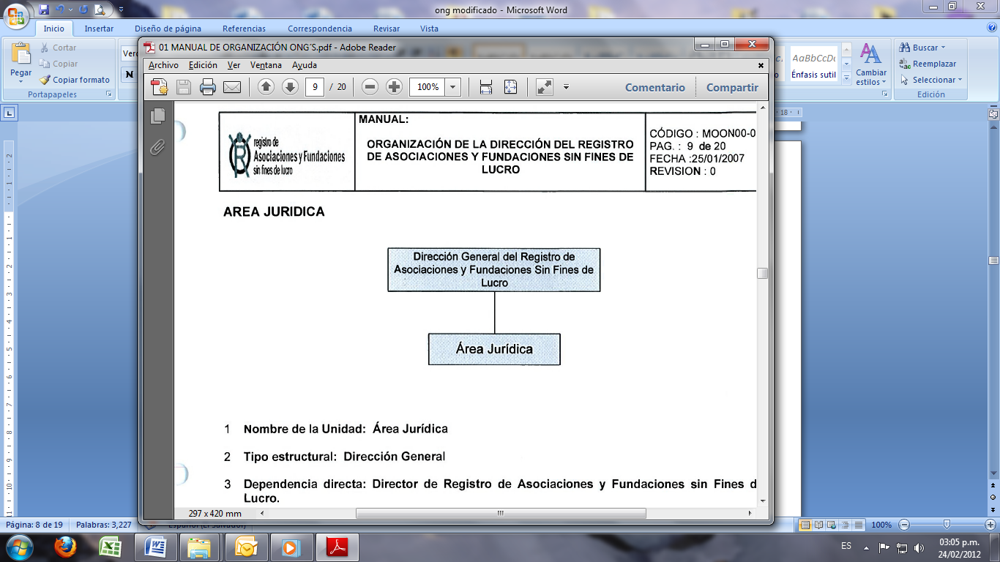 ong modificado - Microsoft Word
Inicio Insertar Diseño de página Referencias Correspondencia Revisar Vista
Pegar
Cortar
Copiar
Copiar formato
Portapapeles
N
AaBbCcDc
Énfasis sutil
Cambiar estilos
Buscar
Reemplazar
Seleccionar
Edición
01 MANUAL DE ORGANIZACIÓN ONG´S.pdf - Adobe Reader
Archivo Edición Ver Ventana Ayuda
9 / 20 100% Comentario Compartir
registro de
Asociaciones y Fundaciones
sin fines de lucro
MANUAL:
ORGANIZACIÓN DE LA DIRECCIÓN DEL REGISTRO
DE ASOCIACIONES Y FUNDACIONES SIN FINES DE
LUCRO
CÓDIGO : MOON00-0
PAG. : 9 de 20
FECHA :25/01/2007
REVISION : 0
AREA JURIDICA
Dirección General del Registro de
Asociaciones y Fundaciones Sin Fines de
Lucro
Área Jurídica
1 Nombre de la Unidad: Área Jurídica
2 Tipo estructural: Dirección General
3 Dependencia directa: Director de Registro de Asociaciones y Fundaciones sin Fines d
Lucro.
297 x 420 mm
Página: 8 de 19 Palabras: 3,227 Español (El Salvador) 100%
ES 03:05 p.m.
24/02/2012